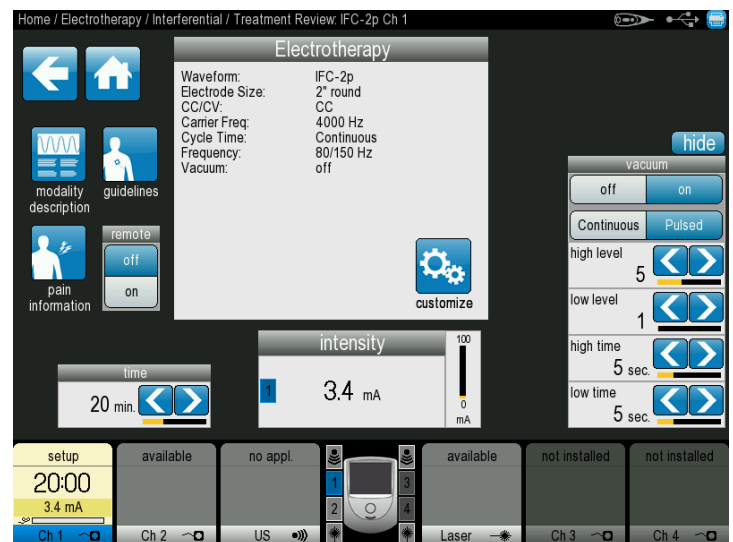 Home / Electrotherapy / Interferential / Treatment Review: IFC-2p Ch 1
Electrotherapy
Waveform: IFC-2p
Electrode Size: 2" round
CC/CV: CC
Carrier Freq: 4000 Hz
Cycle Time: Continuous
Frequency: 80/150 Hz
Vacuum: off
customize
modality
description
guidelines
pain
information
remote
off
on
hide
vacuum
off on
Continuous Pulsed
high level
5
low level
1
high time
5 sec.
low time
5 sec.
time
20 min.
intensity
1 3.4 mA
100
0
mA
setup
20:00
3.4 mA
Ch 1
available
Ch 2
no appl.
US
1
2
3
4
available
Laser
not installed
Ch 3
not installed
Ch 4